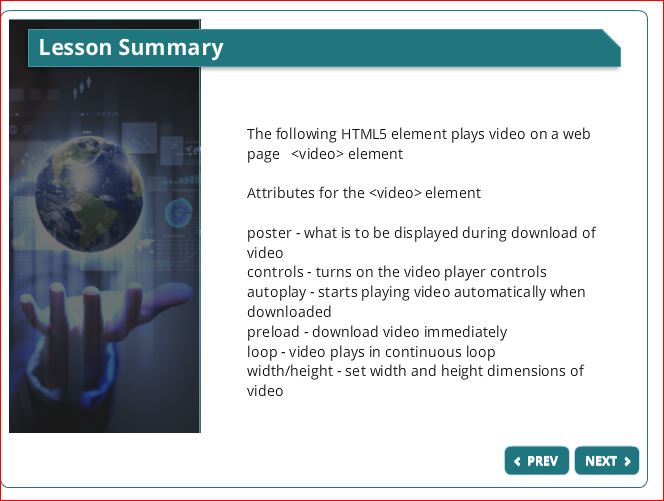 Lesson Summary
The following HTML5 element plays video on a web
page <video> element
Attributes for the <video> element
poster - what is to be displayed during download of
video
controls - turns on the video player controls
autoplay - starts playing video automatically when
downloaded
preload - download video immediately
loop - video plays in continuous loop
width/height - set width and height dimensions of
video
PREV
NEXT